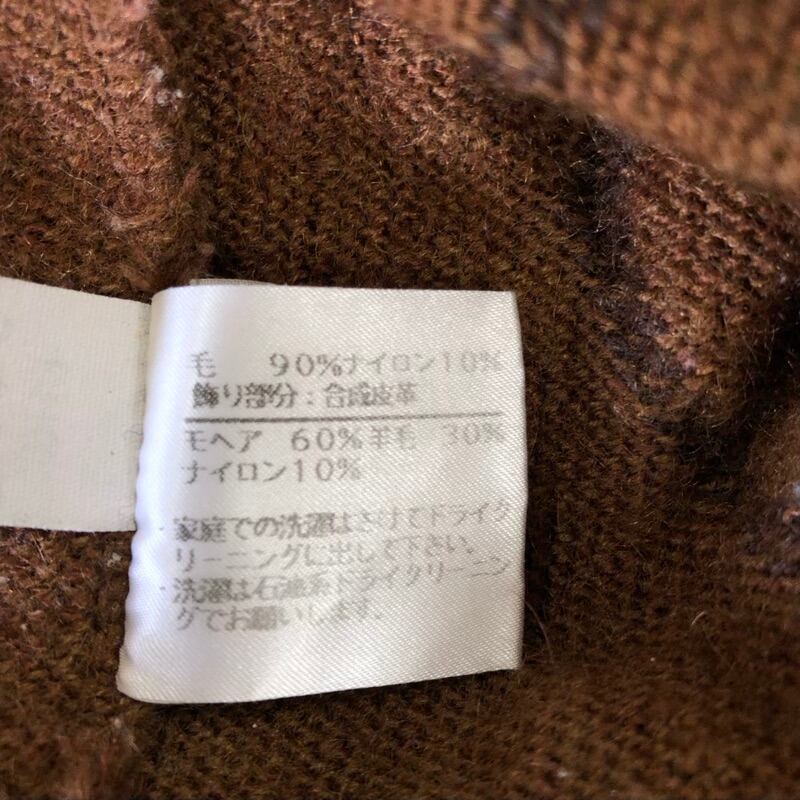 毛 90%ナイロン10%
飾り部分：合成皮革
モヘア 60%羊毛 30%
ナイロン10%
・家庭での洗濯はさけてドライク
リーニングに出して下さい。
・洗濯は石油系ドライクリーニン
グでお願いします。